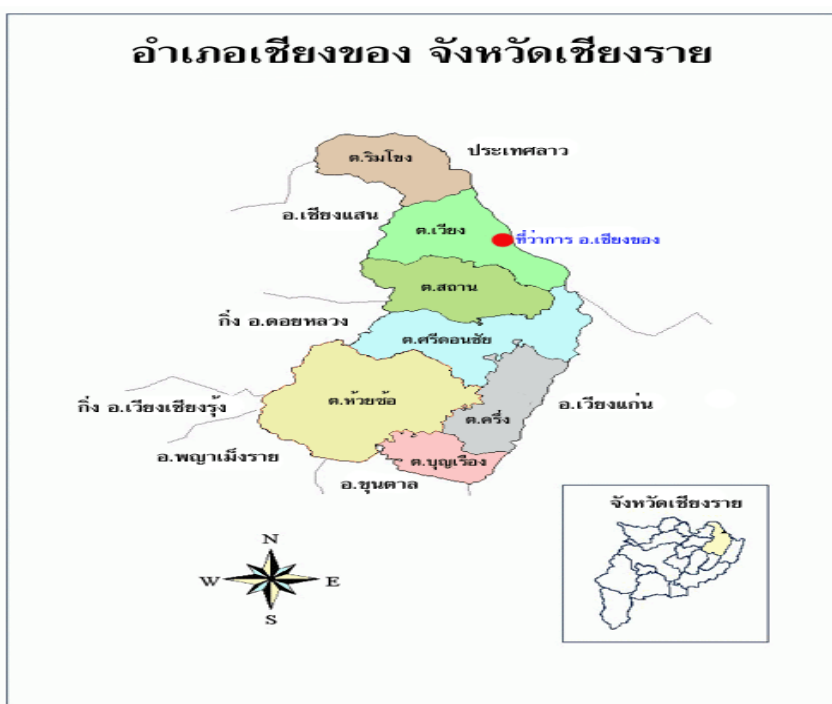 อำเภอเชียงของ จังหวัดเชียงราย
ประเทศลาว
ต.ริมโขง
อ.เชียงแสน
ต.เวียง
ที่ว่าการ อ.เชียงของ
ต.สถาน
กิ่ง อ.ดอยหลวง
ต.ศรีดอนชัย
กิ่ง อ.เวียงเชียงรุ้ง
ต.ห้วยซ้อ
อ.เวียงแก่น
ต.ครึ่ง
อ.พญาเม็งราย
ต.บุญเรือง
อ.ขุนตาล
จังหวัดเชียงราย
N
W E
S